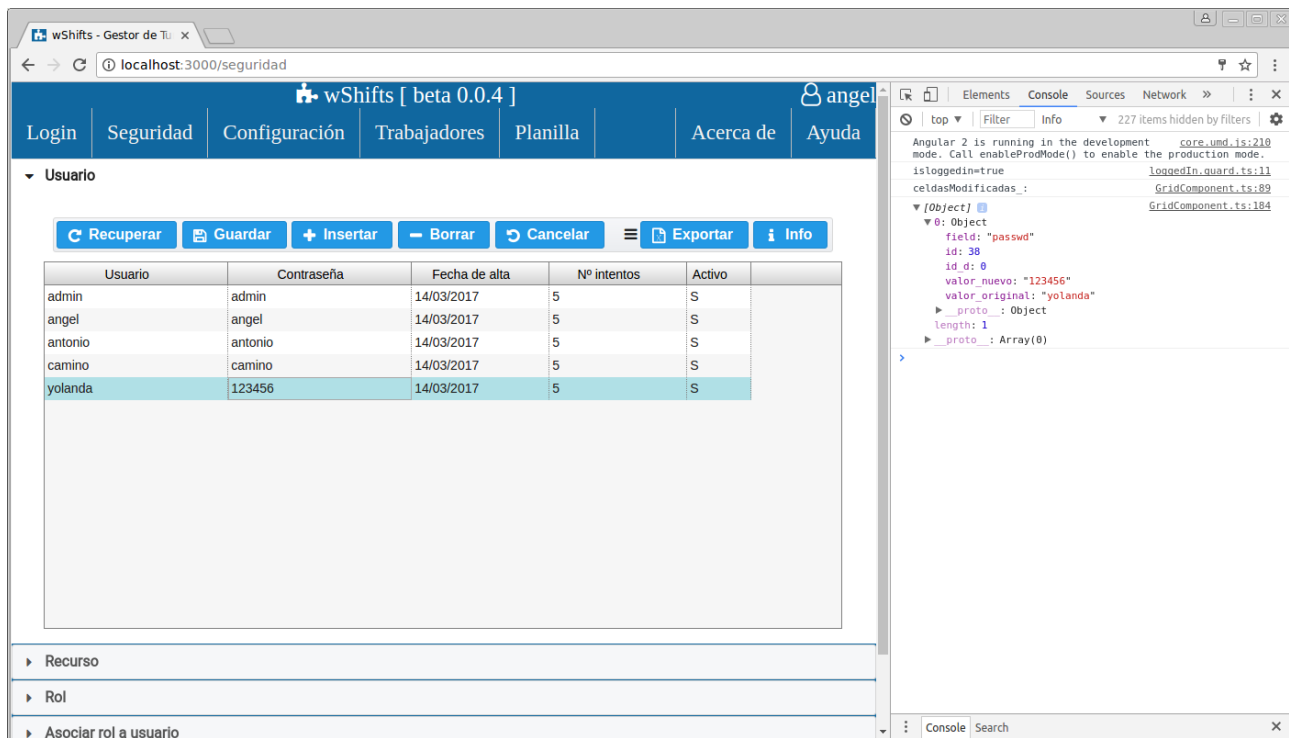 wShifts - Gestor de Tu
localhost:3000/seguridad
wShifts [ beta 0.0.4 ]
angel
Login Seguridad Configuración Trabajadores Planilla Acerca de Ayuda
Usuario
Recuperar Guardar Insertar Borrar Cancelar Exportar Info
Usuario Contraseña Fecha de alta Nº intentos Activo
admin admin 14/03/2017 5 S
angel angel 14/03/2017 5 S
antonio antonio 14/03/2017 5 S
camino camino 14/03/2017 5 S
yolanda 123456 14/03/2017 5 S
Recurso
Rol
Asociar rol a usuario
Elements Console Sources Network »
top Filter Info 227 items hidden by filters
Angular 2 is running in the development core.umd.js:210
mode. Call enableProdMode() to enable the production mode.
isloggedin=true loggedIn.guard.ts:11
celdasModificadas_: GridComponent.ts:89
[Object] GridComponent.ts:184
0: Object
field: "passwd"
id: 38
id_d: 0
valor_nuevo: "123456"
valor_original: "yolanda"
__proto__: Object
length: 1
__proto__: Array(0)
Console Search